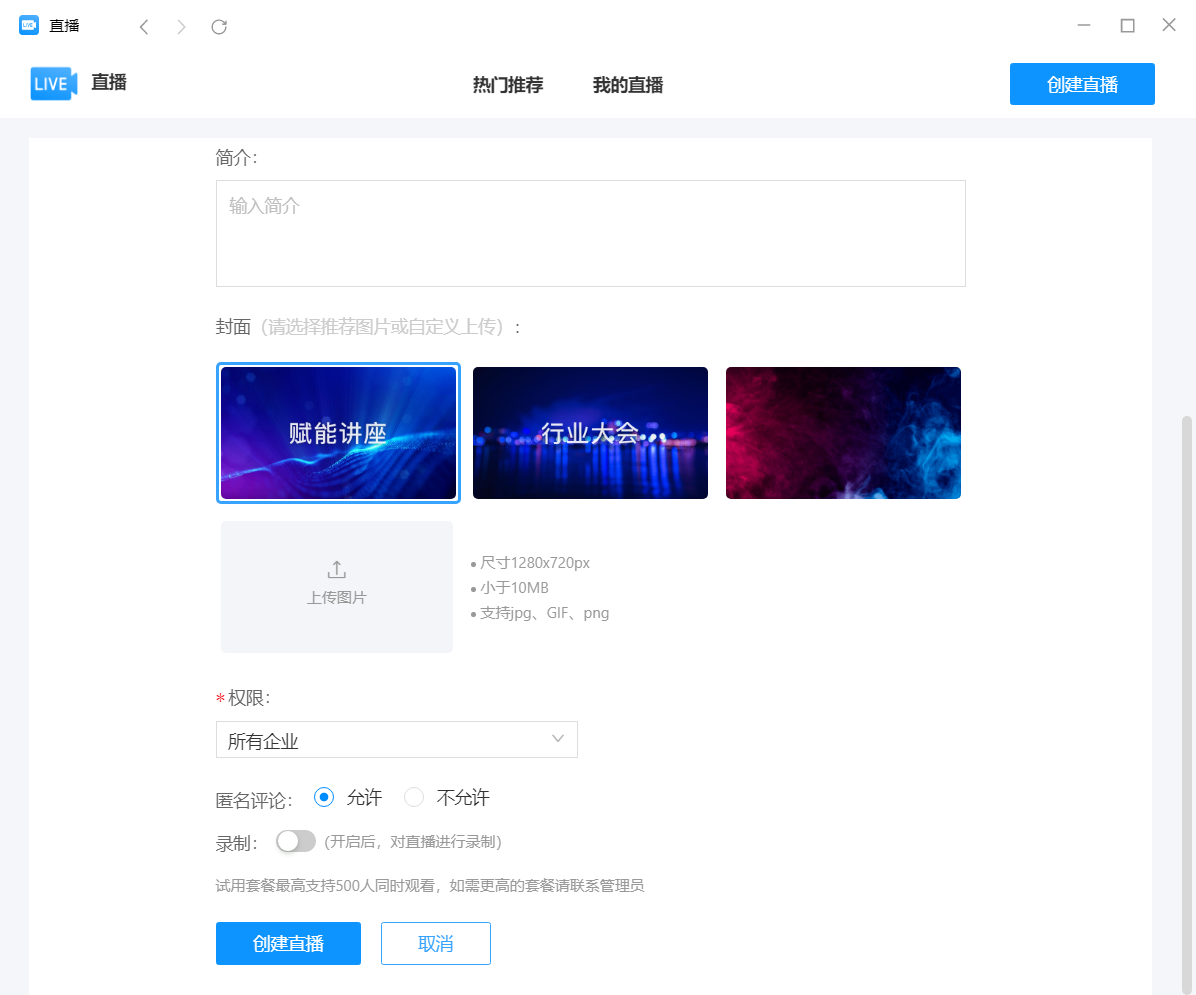 直播
LIVE 直播 热门推荐 我的直播 创建直播
简介：
输入简介
封面（请选择推荐图片或自定义上传）：
赋能讲座 行业大会
上传图片
尺寸1280x720px
小于10MB
支持jpg、GIF、png
*权限：
所有企业
匿名评论： 允许 不允许
录制： (开启后，对直播进行录制)
试用套餐最高支持500人同时观看，如需更高的套餐请联系管理员
创建直播 取消